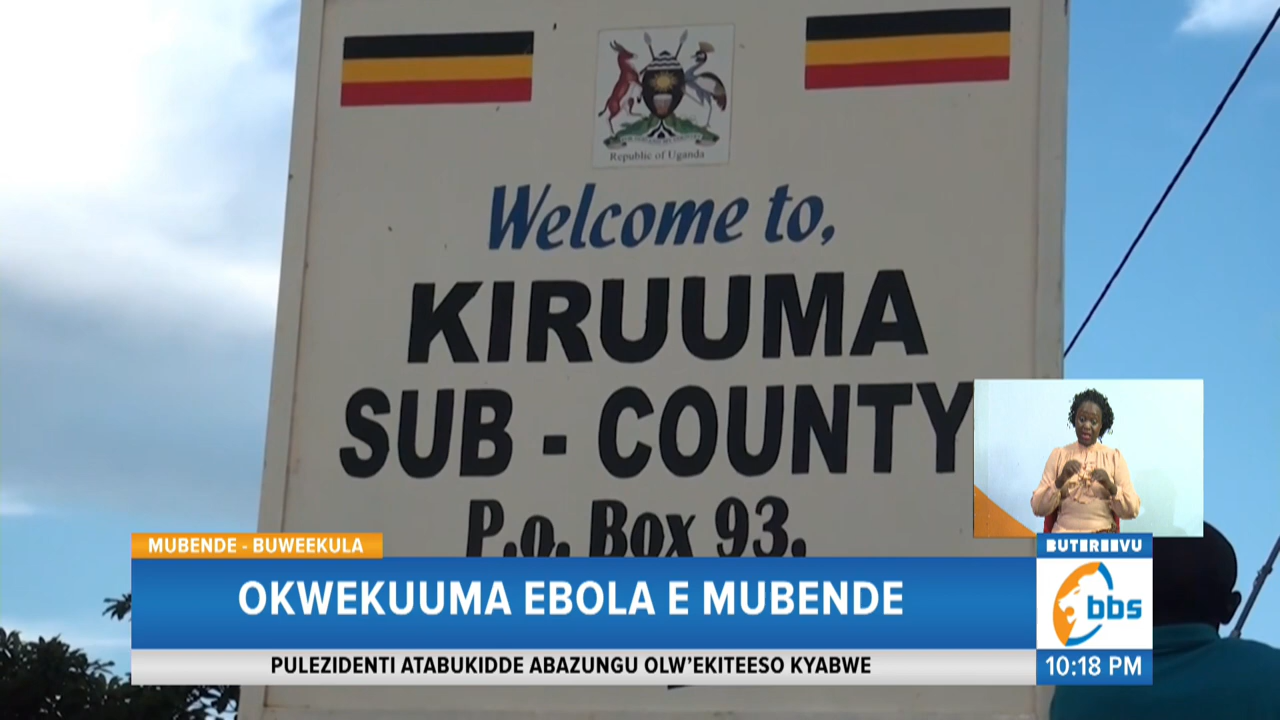 Republic of Uganda
Welcome to,
KIRUUMA
SUB - COUNTY
P.o. Box 93.
MUBENDE - BUWEEKULA
OKWEKUUMA EBOLA E MUBENDE
PULEZIDENTI ATABUKIDDE ABAZUNGU OLW’EKITEESO KYABWE
BUTEREEVU
bbs
10:18 PM